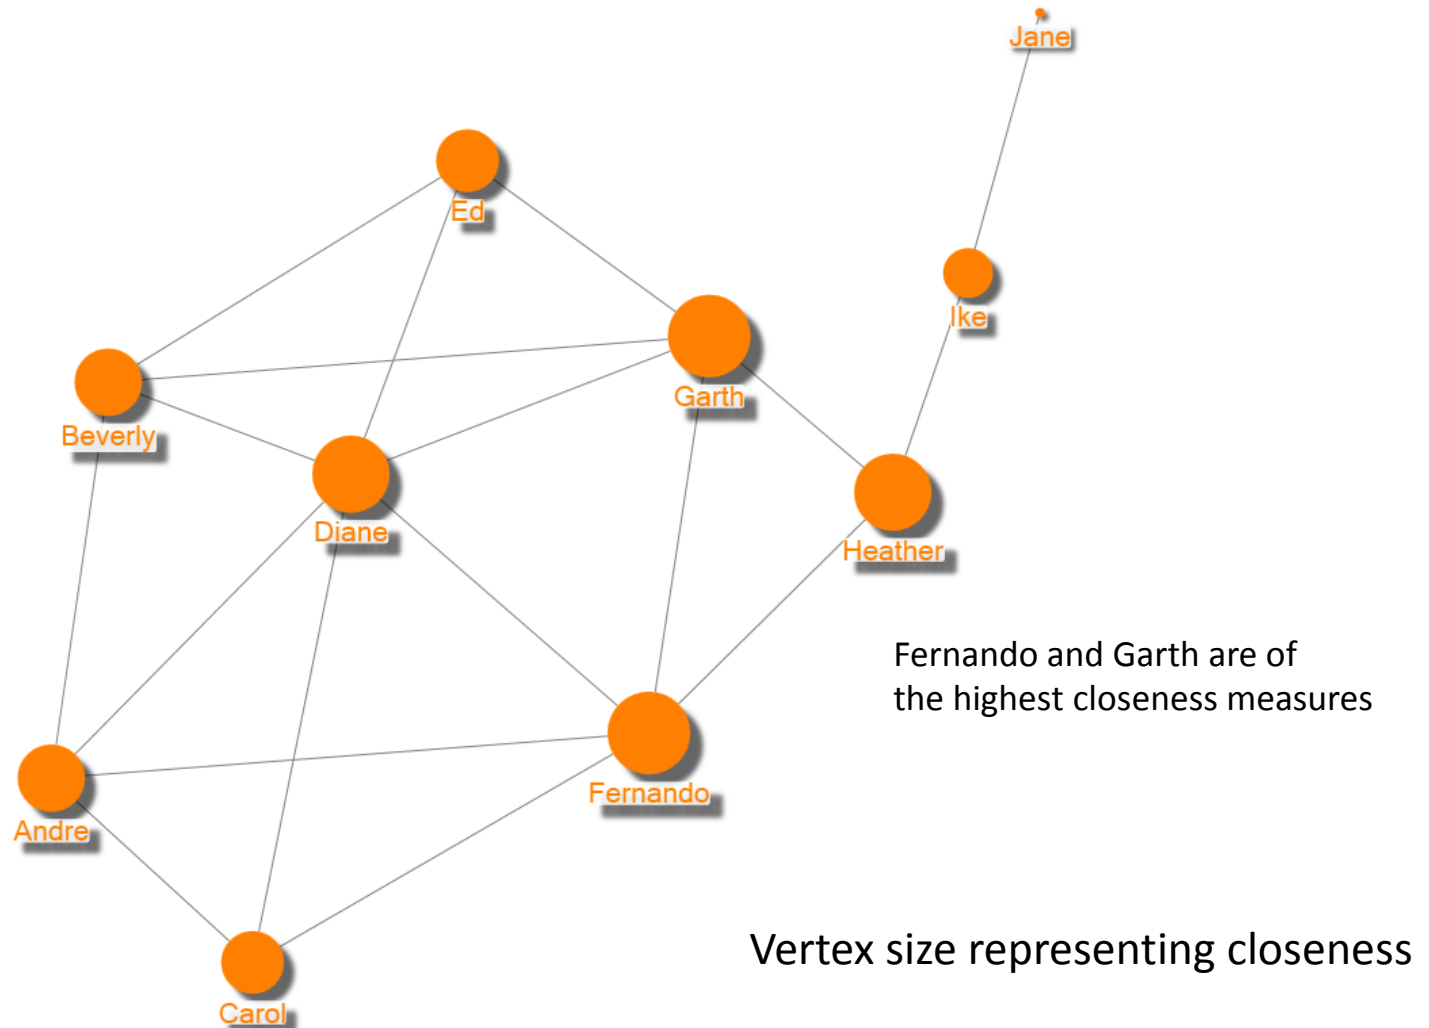 Jane
Ed
Ike
Garth
Beverly
Diane
Heather
Fernando and Garth are of
the highest closeness measures
Fernando
Andre
Vertex size representing closeness
Carol